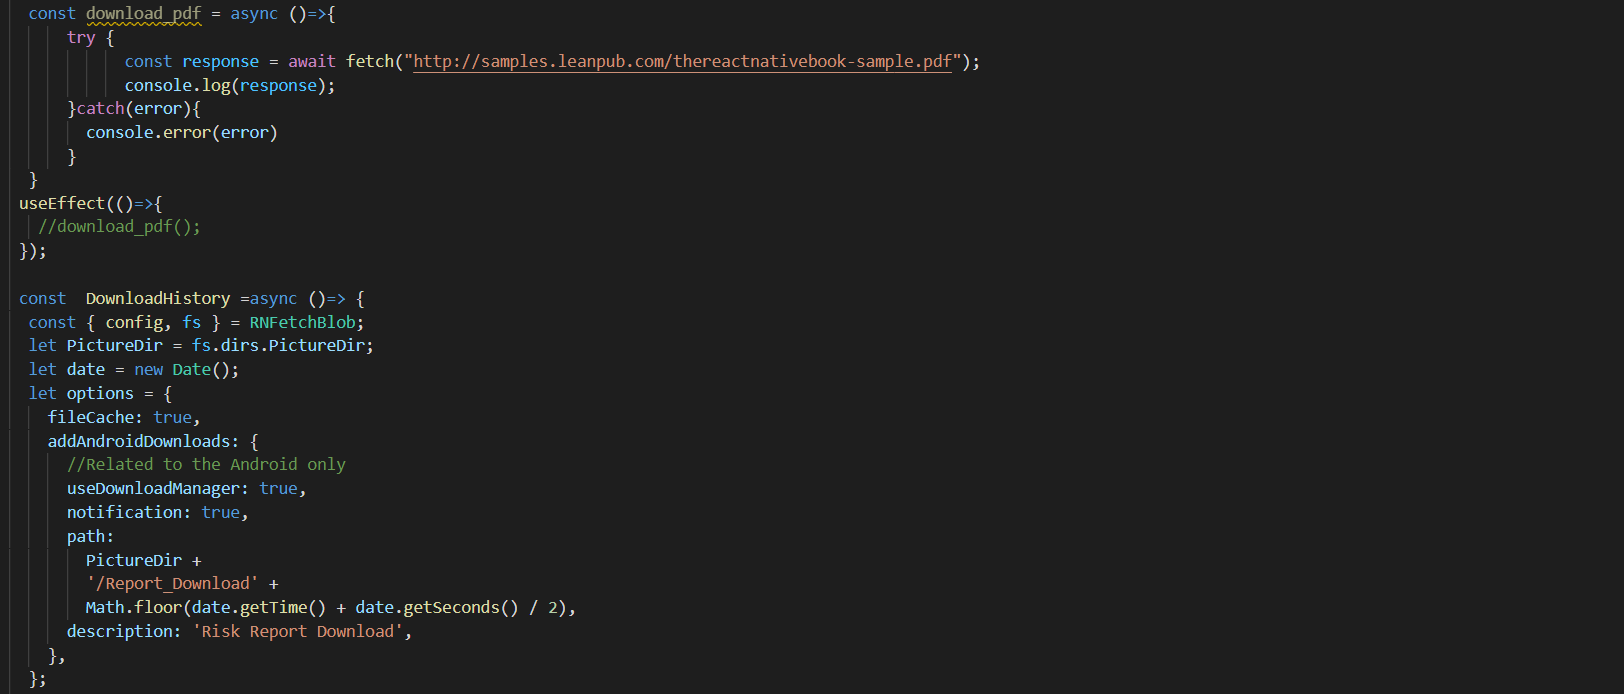 const download_pdf = async ()=>{
try {
const response = await fetch("http://samples.leanpub.com/thereactnativebook-sample.pdf");
console.log(response);
}catch(error){
console.error(error)
}
}
useEffect(()=>{
//download_pdf();
});
const  DownloadHistory =async ()=> {
const { config, fs } = RNFetchBlob;
let PictureDir = fs.dirs.PictureDir;
let date = new Date();
let options = {
fileCache: true,
addAndroidDownloads: {
//Related to the Android only
useDownloadManager: true,
notification: true,
path:
PictureDir +
'/Report_Download' +
Math.floor(date.getTime() + date.getSeconds() / 2),
description: 'Risk Report Download',
},
};